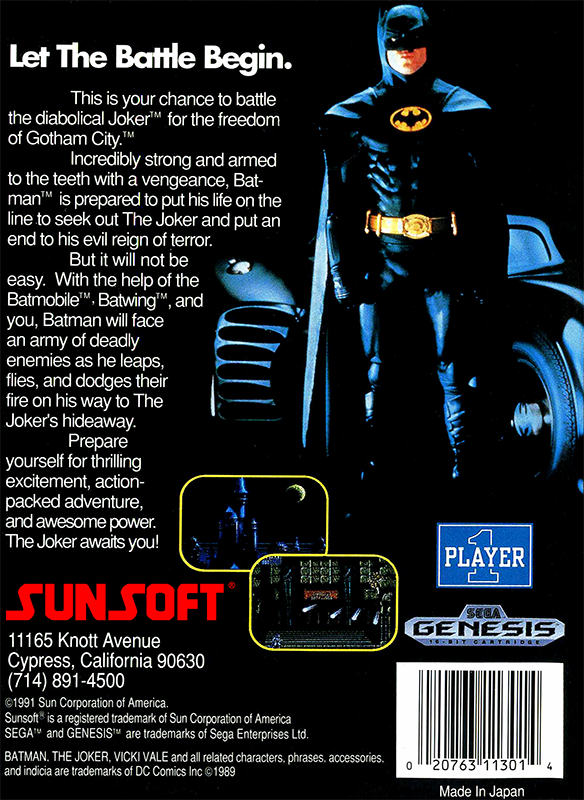 Let The Battle Begin.
This is your chance to battle
the diabolical Joker™ for the freedom
of Gotham City.™
Incredibly strong and armed
to the teeth with a vengeance, Bat-
man™ is prepared to put his life on the
line to seek out The Joker and put an
end to his evil reign of terror.
But it will not be
easy. With the help of the
Batmobile™, Batwing™, and
you, Batman will face
an army of deadly
enemies as he leaps,
flies, and dodges their
fire on his way to The
Joker's hideaway.
Prepare
yourself for thrilling
excitement, action-
packed adventure,
and awesome power.
The Joker awaits you!
1
PLAYER
SUNSOFT®
SEGA
GENESIS
16-BIT CARTRIDGE
11165 Knott Avenue
Cypress, California 90630
(714) 891-4500
©1991 Sun Corporation of America.
Sunsoft® is a registered trademark of Sun Corporation of America
SEGA™ and GENESIS™ are trademarks of Sega Enterprises Ltd.
BATMAN, THE JOKER, VICKI VALE and all related characters, phrases, accessories.
and indicia are trademarks of DC Comics Inc ©1989
0 20763 11301 4
Made In Japan